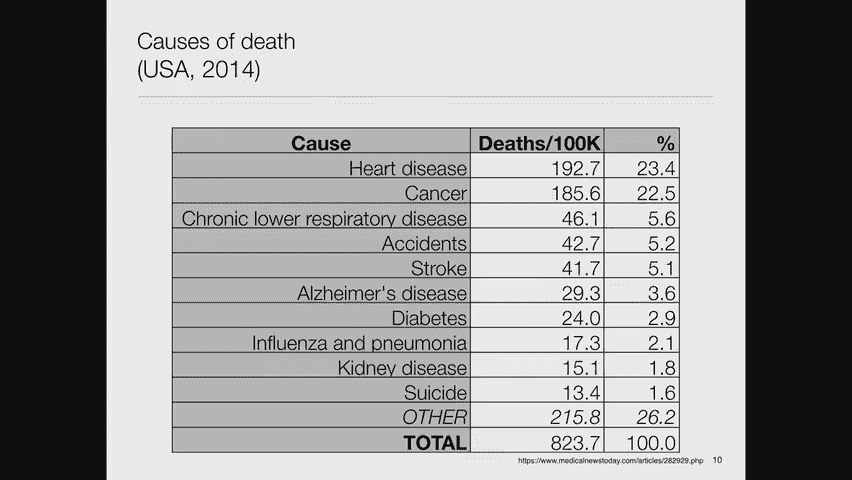 Causes of death
(USA, 2014)
Cause Deaths/100K %
Heart disease 192.7 23.4
Cancer 185.6 22.5
Chronic lower respiratory disease 46.1 5.6
Accidents 42.7 5.2
Stroke 41.7 5.1
Alzheimer's disease 29.3 3.6
Diabetes 24.0 2.9
Influenza and pneumonia 17.3 2.1
Kidney disease 15.1 1.8
Suicide 13.4 1.6
OTHER 215.8 26.2
TOTAL 823.7 100.0
https://www.medicalnewstoday.com/articles/282929.php 10